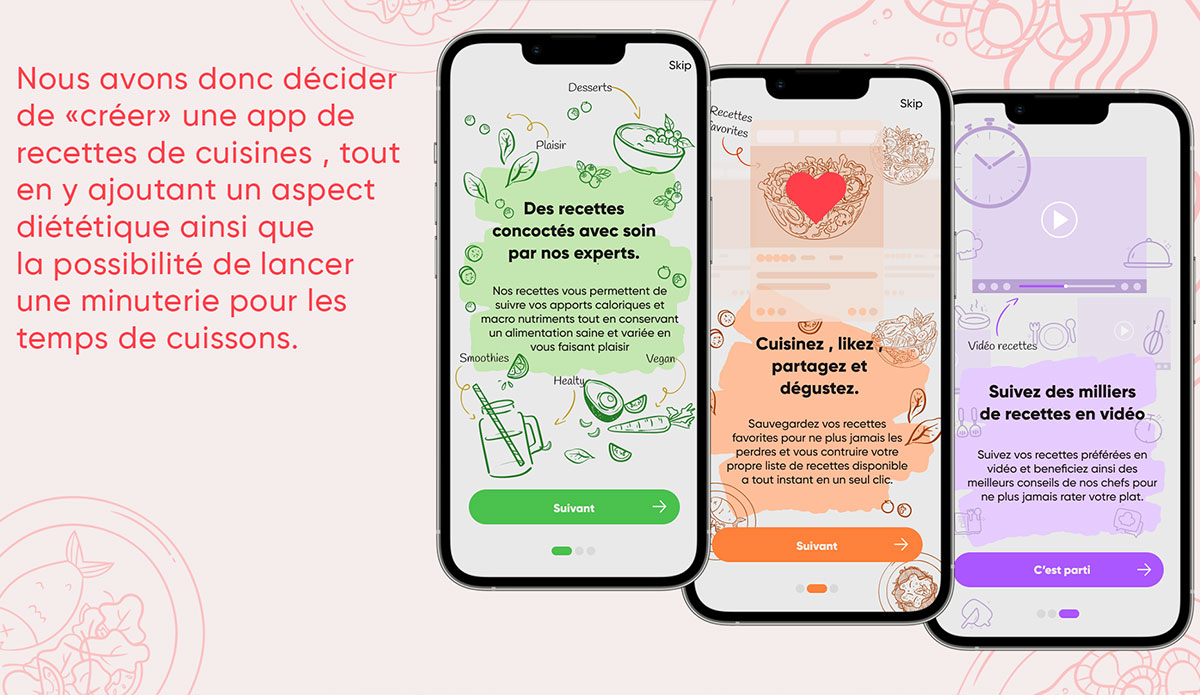 Nous avons donc décider
de «créer» une app de
recettes de cuisines , tout
en y ajoutant un aspect
diététique ainsi que
la possibilité de lancer
une minuterie pour les
temps de cuissons.
Skip
Desserts
Plaisir
Des recettes
concoctés avec soin
par nos experts.
Nos recettes vous permettent de
suivre vos apports caloriques et
macro nutriments tout en conservant
un alimentation saine et variée en
vous faisant plaisir
Smoothies
Vegan
Healty
Suivant
Skip
Recettes
favorites
Cuisinez , likez ,
partagez et
dégustez.
Sauvegardez vos recettes
favorites pour ne plus jamais les
perdres et vous contruire votre
propre liste de recettes disponible
a tout instant en un seul clic.
Suivant
Vidéo recettes
Suivez des milliers
de recettes en vidéo
Suivez vos recettes préférées en
vidéo et beneficiez ainsi des
meilleurs conseils de nos chefs pour
ne plus jamais rater votre plat.
C'est parti